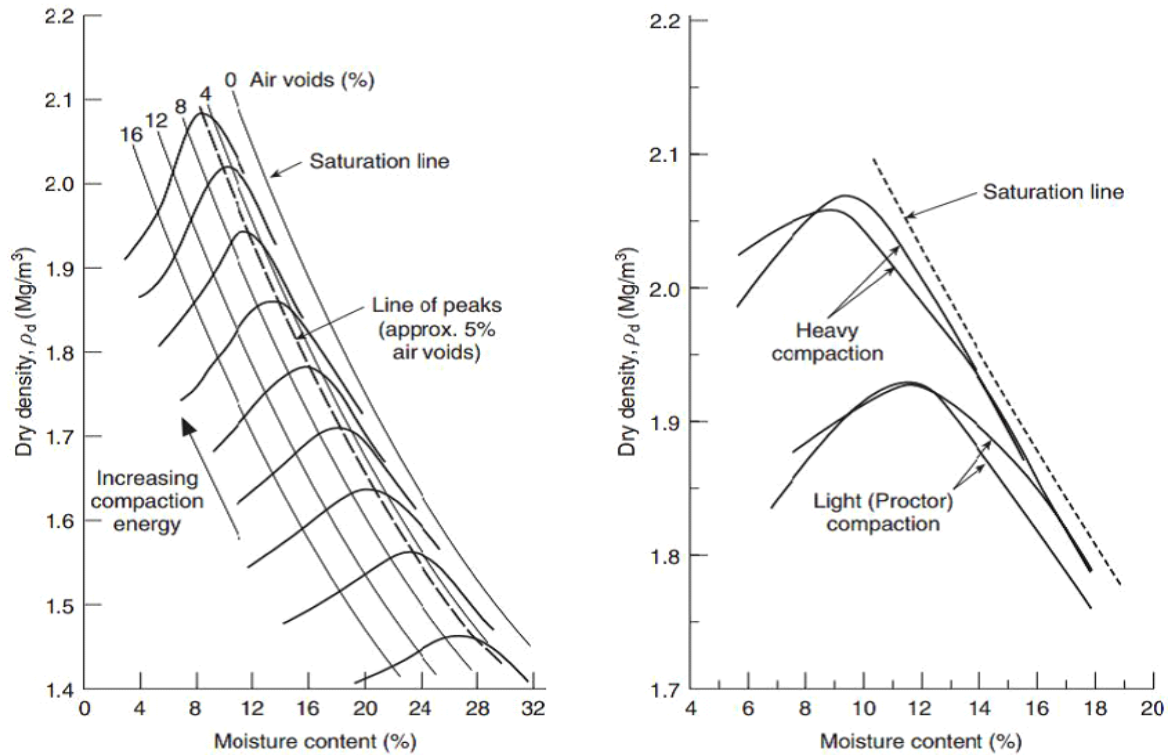 2.2
2.1
2.0
1.9
1.8
1.7
1.6
1.5
1.4
Dry density, ρd (Mg/m³)
0 Air voids (%)
4
8
12
16
Saturation line
Line of peaks
(approx. 5%
air voids)
Increasing
compaction
energy
0 4 8 12 16 20 24 28 32
Moisture content (%)
2.2
2.1
2.0
1.9
1.8
1.7
Dry density, ρd (Mg/m³)
Saturation line
Heavy
compaction
Light (Proctor)
compaction
4 6 8 10 12 14 16 18 20
Moisture content (%)